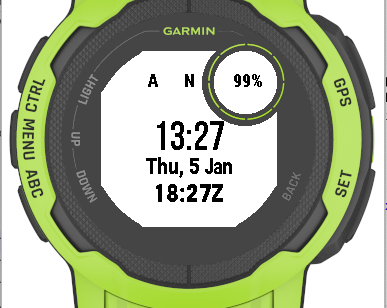 GARMIN
CTRL
LIGHT
GPS
A N 99%
MENU
UP
13:27
Thu, 5 Jan
18:27Z
ABC
DOWN
BACK
SET